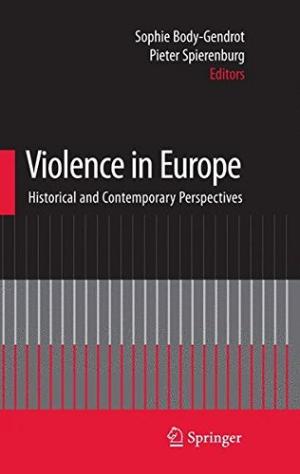 Sophie Body-Gendrot
Pieter Spierenburg
Editors
Violence in Europe
Historical and Contemporary Perspectives
Springer